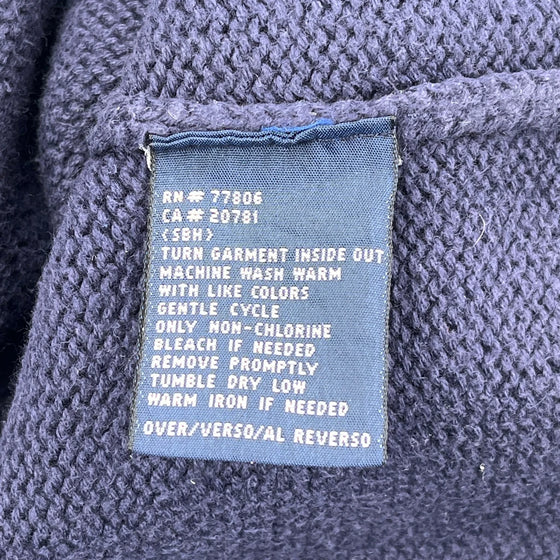 RN# 77806
CA# 20781
(SBH)
TURN GARMENT INSIDE OUT
MACHINE WASH WARM
WITH LIKE COLORS
GENTLE CYCLE
ONLY NON-CHLORINE
BLEACH IF NEEDED
REMOVE PROMPTLY
TUMBLE DRY LOW
WARM IRON IF NEEDED
OVER/VERSO/AL REVERSO